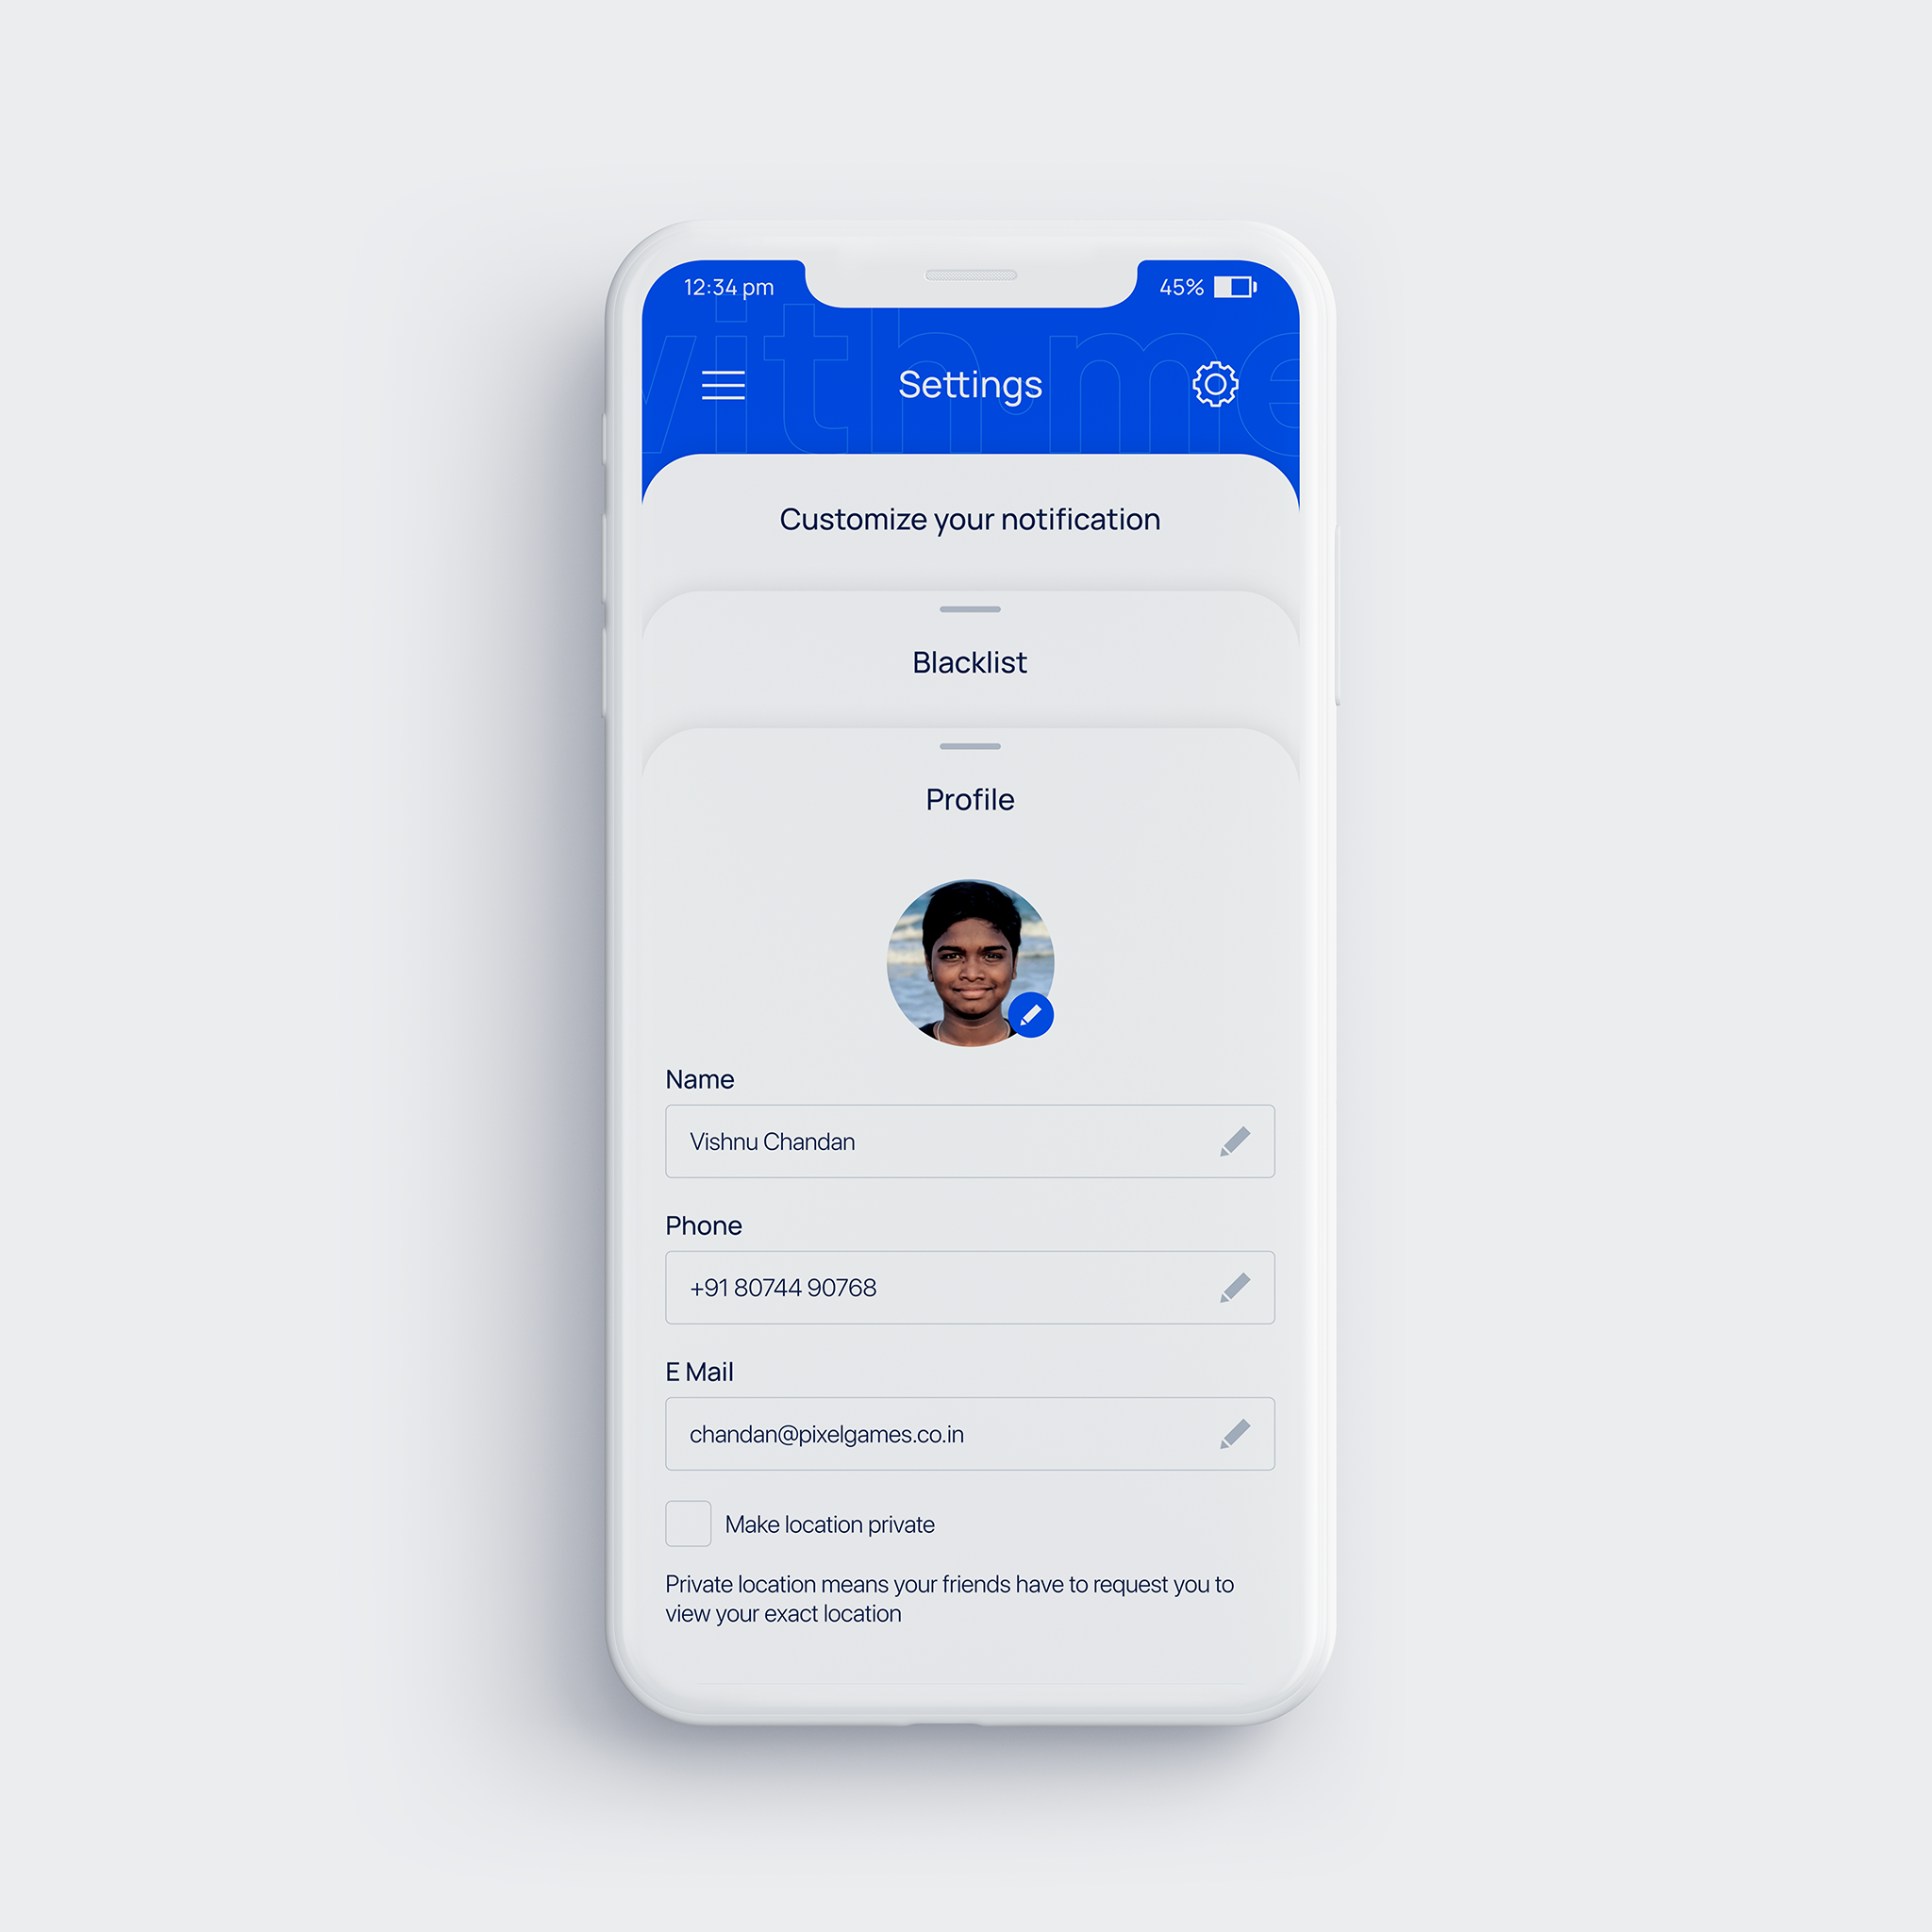 12:34 pm 45%
with me
Settings
Customize your notification
Blacklist
Profile
Name
Vishnu Chandan
Phone
+91 80744 90768
E Mail
chandan@pixelgames.co.in
Make location private
Private location means your friends have to request you to
view your exact location